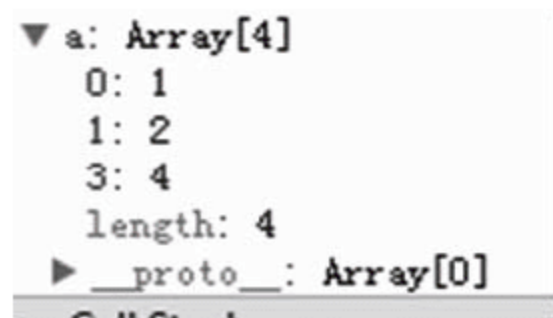 a: Array[4]
0: 1
1: 2
3: 4
length: 4
__proto__: Array[0]